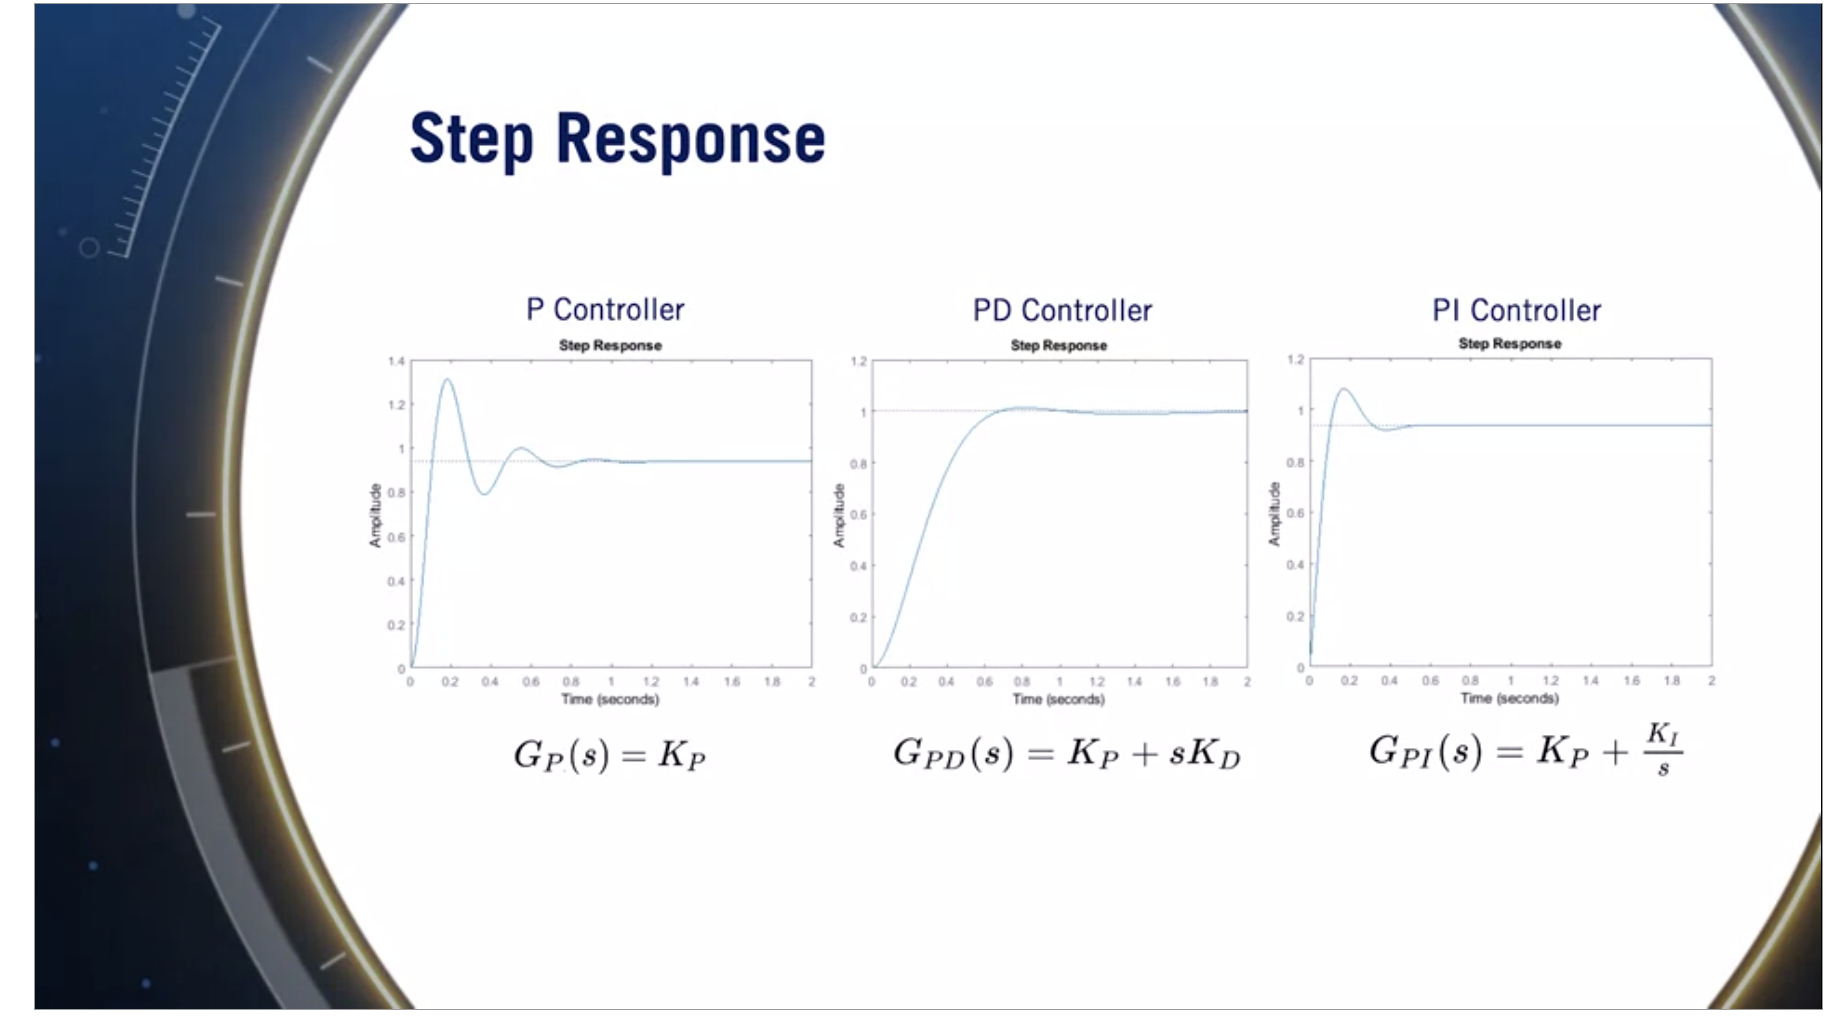 Step Response
P Controller
Step Response
1.4
1.2
1
0.8
0.6
0.4
0.2
0
Amplitude
0 0.2 0.4 0.6 0.8 1 1.2 1.4 1.6 1.8 2
Time (seconds)
G_P(s) = K_P
PD Controller
Step Response
1.2
1
0.8
0.6
0.4
0.2
0
Amplitude
0 0.2 0.4 0.6 0.8 1 1.2 1.4 1.6 1.8 2
Time (seconds)
G_{PD}(s) = K_P + sK_D
PI Controller
Step Response
1.2
1
0.8
0.6
0.4
0.2
0
Amplitude
0 0.2 0.4 0.6 0.8 1 1.2 1.4 1.6 1.8 2
Time (seconds)
G_{PI}(s) = K_P + \frac{K_I}{s}